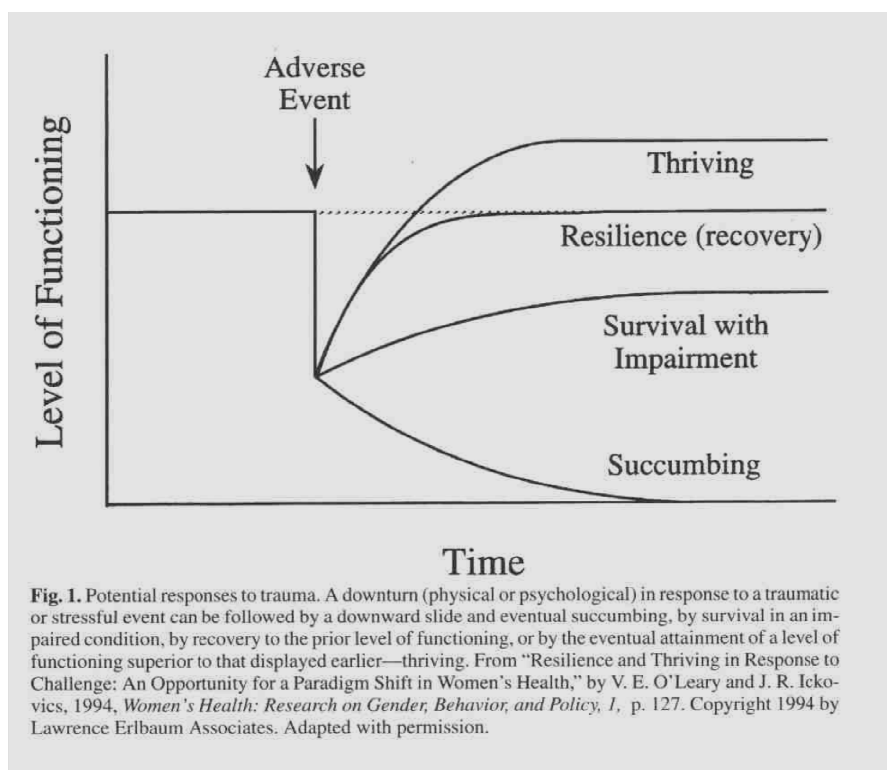 Adverse
Event
Level of Functioning
Thriving
Resilience (recovery)
Survival with
Impairment
Succumbing
Time
Fig. 1. Potential responses to trauma. A downturn (physical or psychological) in response to a traumatic
or stressful event can be followed by a downward slide and eventual succumbing, by survival in an im-
paired condition, by recovery to the prior level of functioning, or by the eventual attainment of a level of
functioning superior to that displayed earlier—thriving. From “Resilience and Thriving in Response to
Challenge: An Opportunity for a Paradigm Shift in Women's Health,” by V. E. O'Leary and J. R. Icko-
vics, 1994, Women's Health: Research on Gender, Behavior, and Policy, 1, p. 127. Copyright 1994 by
Lawrence Erlbaum Associates. Adapted with permission.